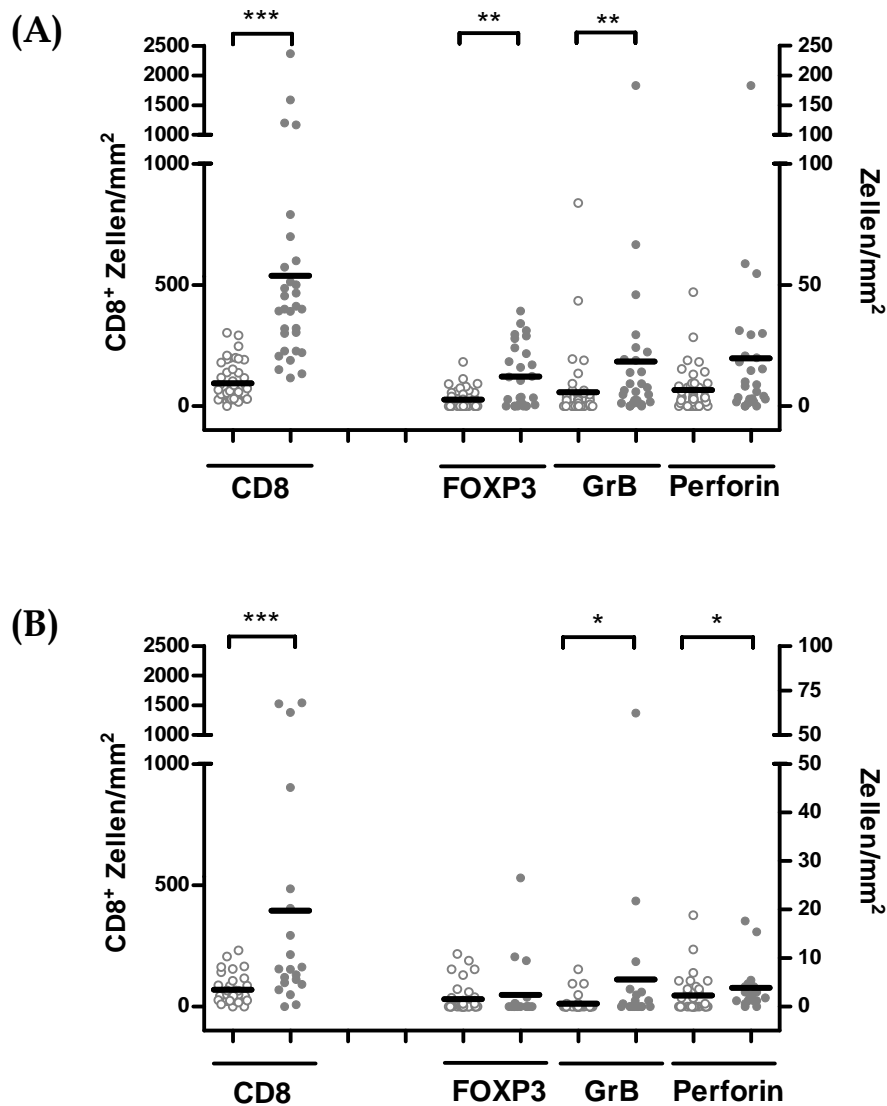 (A)
*** ** **
2500 250
2000 200
1500 150
1000 100
1000 100
500 50
0 0
CD8⁺ Zellen/mm²
Zellen/mm²
CD8 FOXP3 GrB Perforin
(B)
*** * *
2500 100
2000 75
1500
1000 50
1000 50
40
500 30
20
10
0 0
CD8⁺ Zellen/mm²
Zellen/mm²
CD8 FOXP3 GrB Perforin